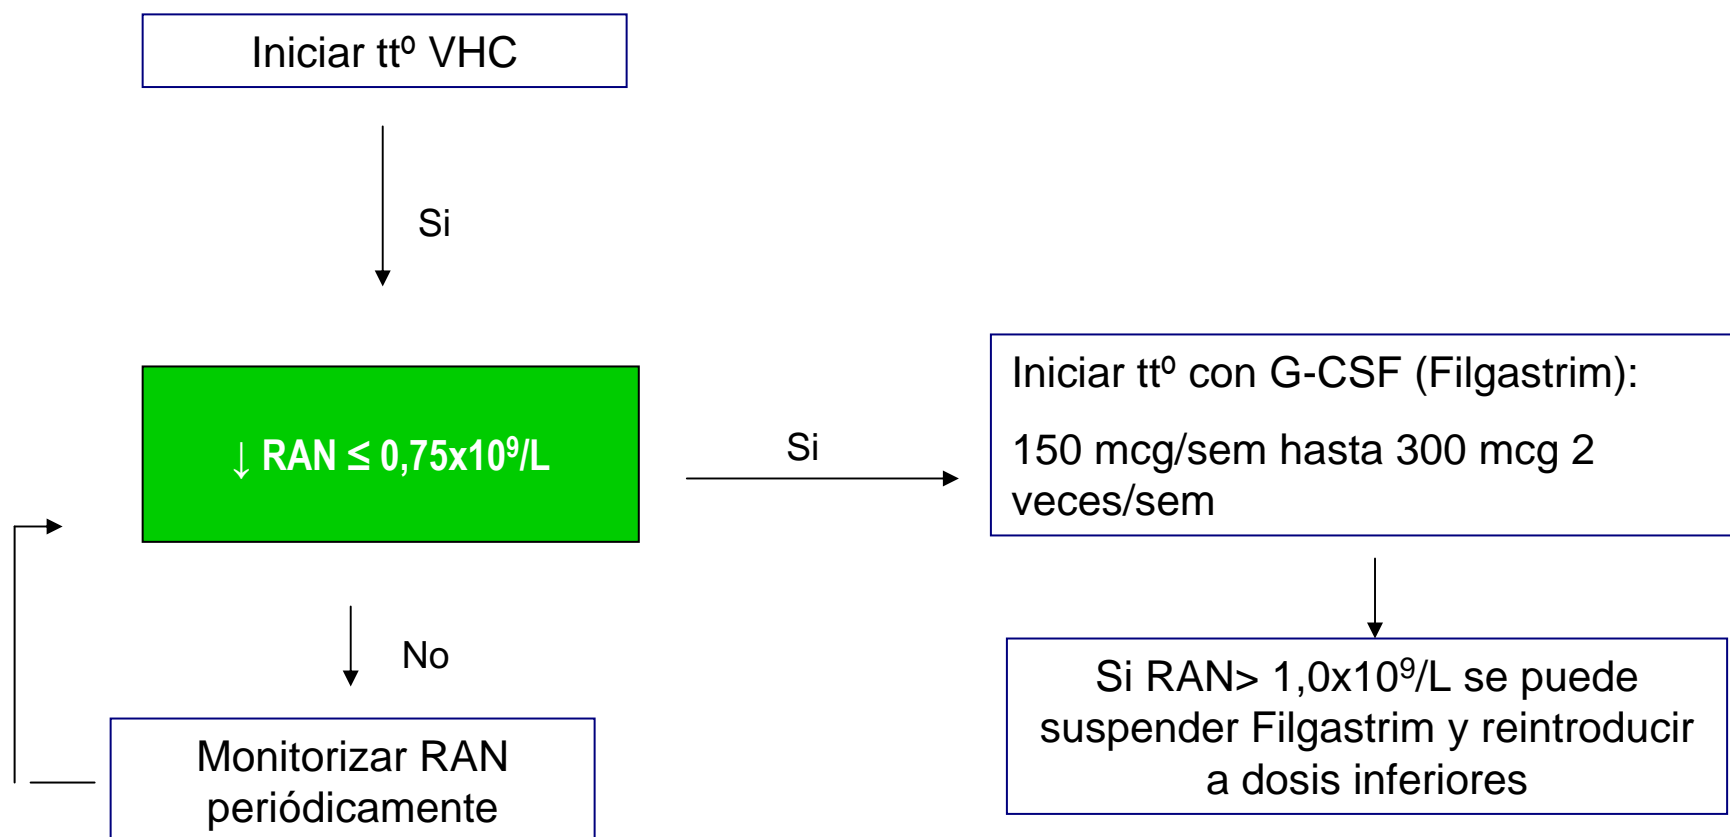 Iniciar ttº VHC
Si
↓ RAN ≤ 0,75x10⁹/L
Si
Iniciar ttº con G-CSF (Filgastrim):
150 mcg/sem hasta 300 mcg 2
veces/sem
No
Monitorizar RAN
periódicamente
Si RAN> 1,0x10⁹/L se puede
suspender Filgastrim y reintroducir
a dosis inferiores